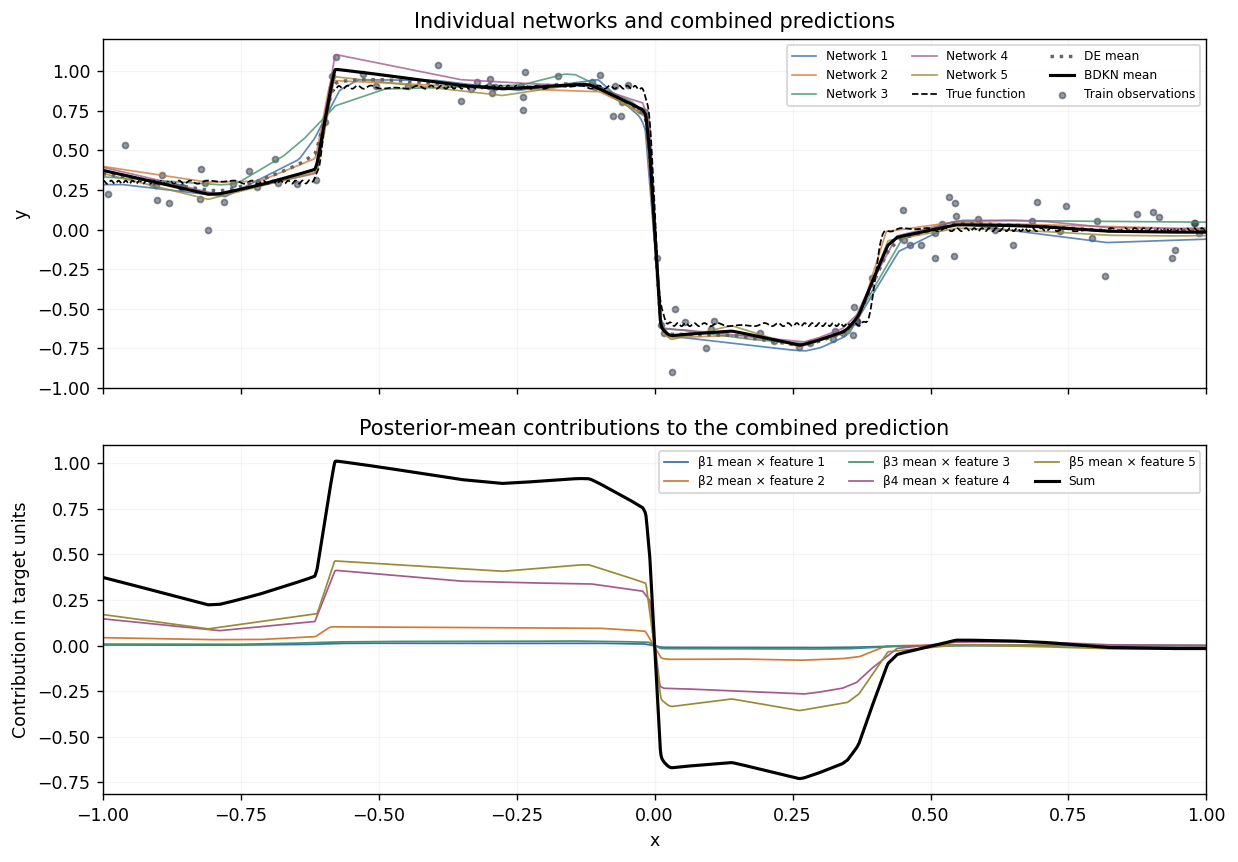 Individual networks and combined predictions
1.00
0.75
0.50
0.25
0.00
−0.25
−0.50
−0.75
−1.00
y
Network 1
Network 2
Network 3
Network 4
Network 5
True function
DE mean
BDKN mean
Train observations
Posterior-mean contributions to the combined prediction
1.00
0.75
0.50
0.25
0.00
−0.25
−0.50
−0.75
Contribution in target units
β1 mean × feature 1
β2 mean × feature 2
β3 mean × feature 3
β4 mean × feature 4
β5 mean × feature 5
Sum
−1.00
−0.75
−0.50
−0.25
0.00
0.25
0.50
0.75
1.00
x